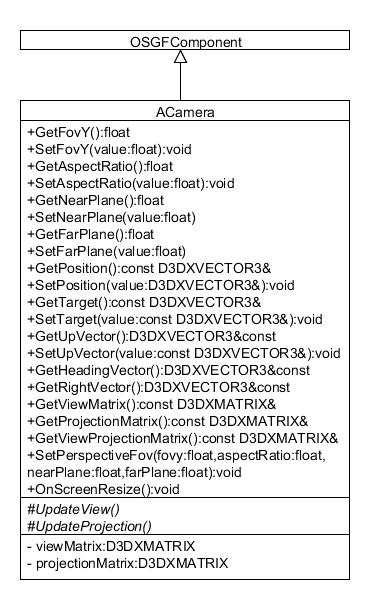 OSGFComponent
ACamera
+GetFovY():float
+SetFovY(value:float):void
+GetAspectRatio():float
+SetAspectRatio(value:float):void
+GetNearPlane():float
+SetNearPlane(value:float)
+GetFarPlane():float
+SetFarPlane(value:float)
+GetPosition():const D3DXVECTOR3&
+SetPosition(value:D3DXVECTOR3&):void
+GetTarget():const D3DXVECTOR3&
+SetTarget(value:const D3DXVECTOR3&):void
+GetUpVector():D3DXVECTOR3&const
+SetUpVector(value:const D3DXVECTOR3&):void
+GetHeadingVector():D3DXVECTOR3&const
+GetRightVector():D3DXVECTOR3&const
+GetViewMatrix():const D3DXMATRIX&
+GetProjectionMatrix():const D3DXMATRIX&
+GetViewProjectionMatrix():const D3DXMATRIX&
+SetPerspectiveFov(fovy:float,aspectRatio:float,
nearPlane:float,farPlane:float):void
+OnScreenResize():void
#UpdateView()
#UpdateProjection()
- viewMatrix:D3DXMATRIX
- projectionMatrix:D3DXMATRIX